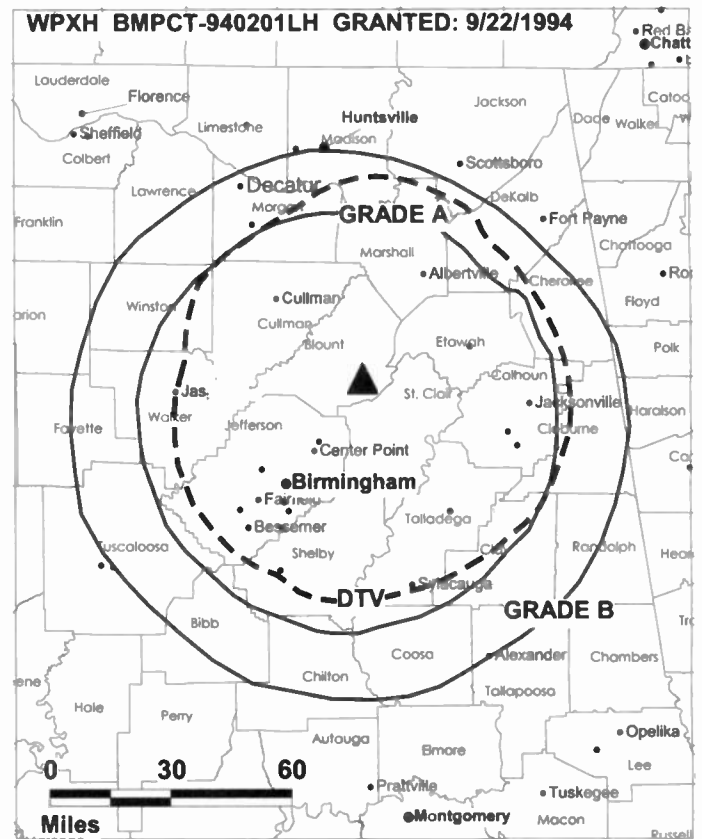 WPXH BMPCT-940201LH GRANTED: 9/22/1994
Red
Chatt
Lauderdale
Florence
Jackson
Huntsville
Limestone
Madison
Sheffield
Colbert
Dade
Walker
Scottsboro
Lawrence
Decatur
Morgan
DeKalb
GRADE A
Fort Payne
Franklin
Chattooga
Marshall
Albertville
Cherokee
Floyd
Winston
Cullman
Cullman
Blount
Etowah
Polk
Calhoun
St. Clair
Jas.
Walker
Jefferson
Jacksonville
Haralson
Fayette
Cleburne
Center Point
Birmingham
Fairfield
Bessemer
Talladega
Tuscaloosa
Shelby
Clay
Randolph
Sylacauga
DTV
GRADE B
Bibb
Coosa
Alexander
Chambers
Chilton
Tallapoosa
Hale
Perry
Autauga
Elmore
Opelika
Lee
0 30 60
Miles
Prattville
Tuskegee
Montgomery
Macon
Russell